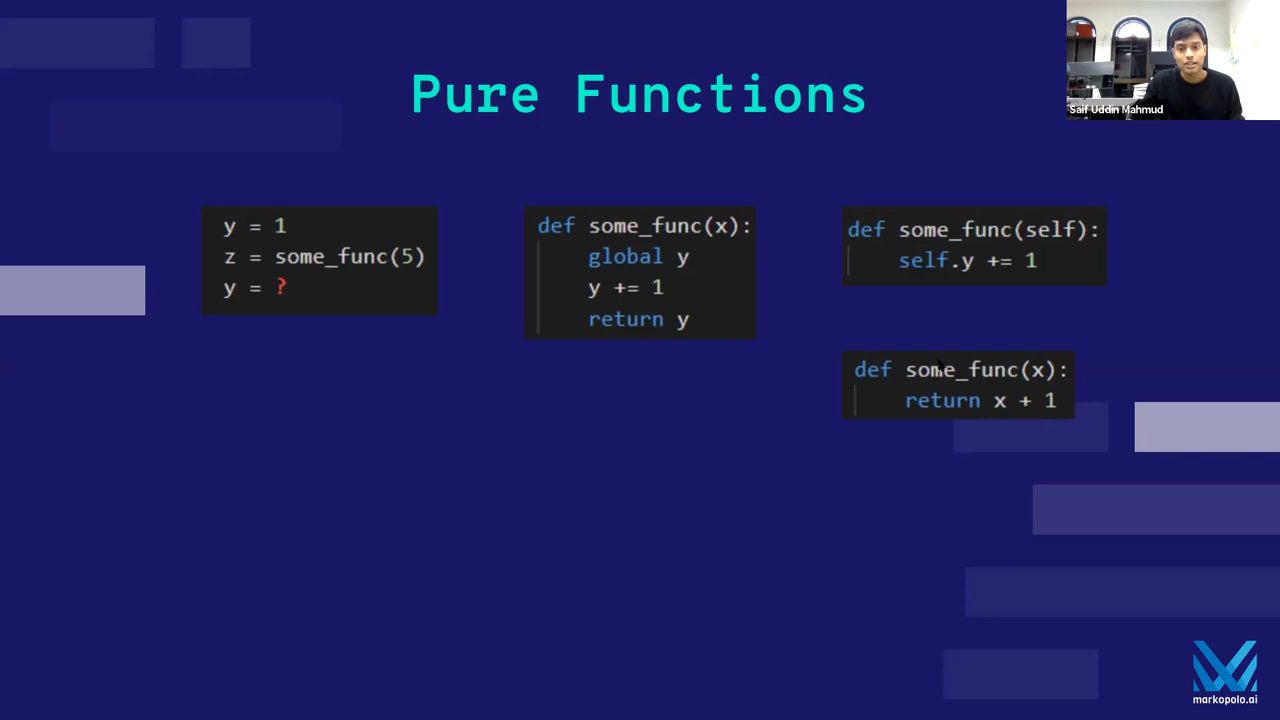 Pure Functions
Saif Uddin Mahmud
y = 1
z = some_func(5)
y = ?
def some_func(x):
global y
y += 1
return y
def some_func(self):
self.y += 1
def some_func(x):
return x + 1
markopolo.ai